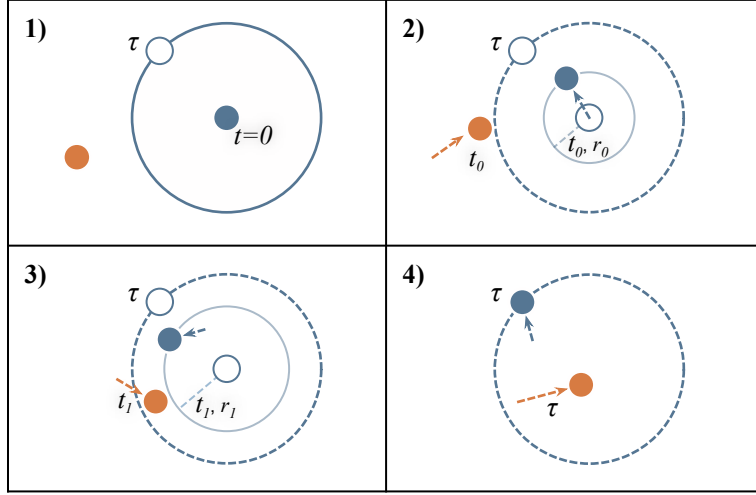 1)
τ
t=0
2)
τ
t₀
t₀, r₀
3)
τ
t₁
t₁, r₁
4)
τ
τ